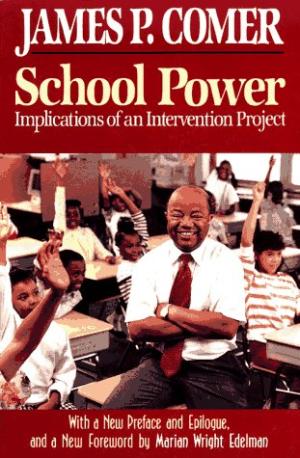 JAMES P. COMER
School Power
Implications of an Intervention Project
With a New Preface and Epilogue,
and a New Foreword by Marian Wright Edelman